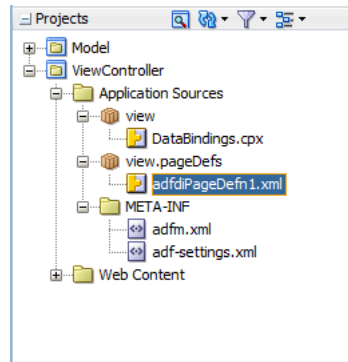 Projects
Model
ViewController
Application Sources
view
DataBindings.cpx
view.pageDefs
adfdiPageDefn1.xml
META-INF
adfm.xml
adf-settings.xml
Web Content